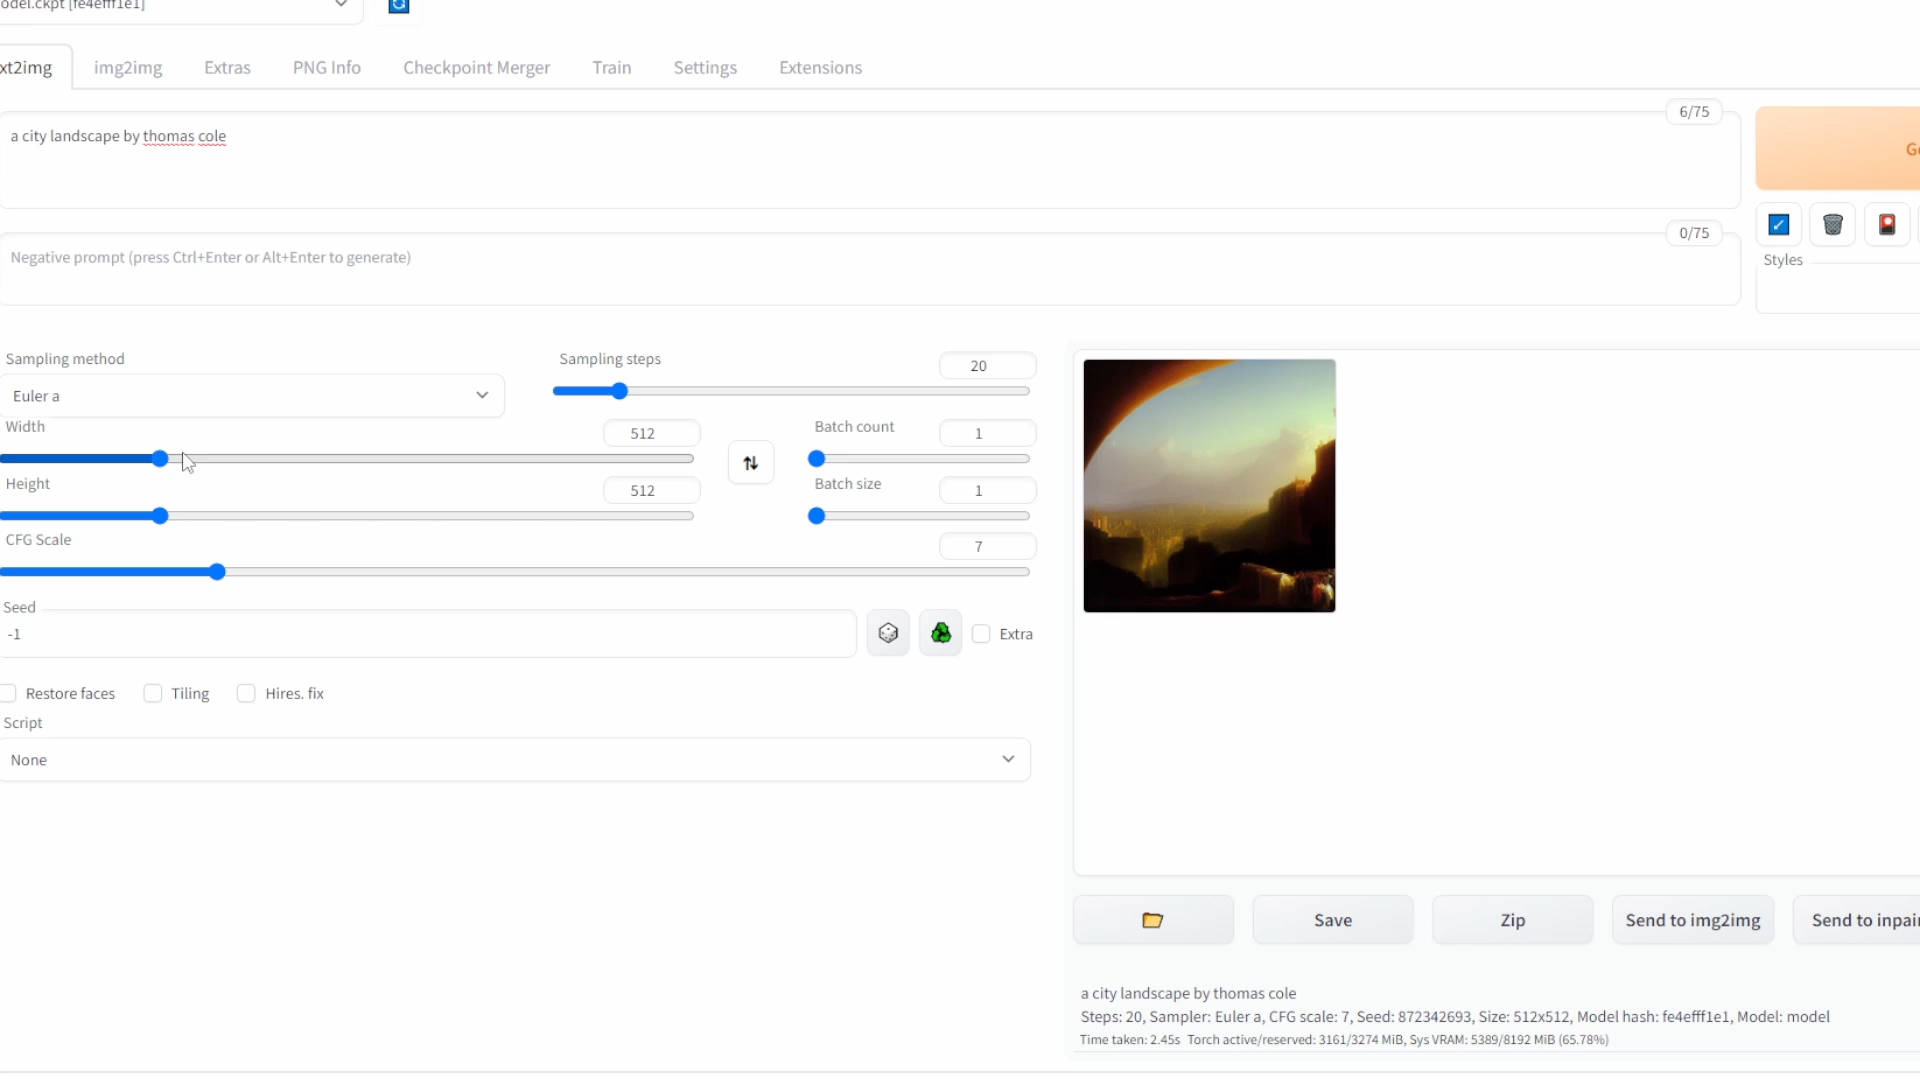 odel.ckpt [fe4efff1e1]
xt2img img2img Extras PNG Info Checkpoint Merger Train Settings Extensions
6/75
a city landscape by thomas cole
Ge
0/75
Negative prompt (press Ctrl+Enter or Alt+Enter to generate)
Styles
Sampling method
Euler a
Sampling steps
20
Width
512
Batch count
1
Height
512
Batch size
1
CFG Scale
7
Seed
-1
Extra
Restore faces Tiling Hires. fix
Script
None
Save Zip Send to img2img Send to inpai
a city landscape by thomas cole
Steps: 20, Sampler: Euler a, CFG scale: 7, Seed: 872342693, Size: 512x512, Model hash: fe4efff1e1, Model: model
Time taken: 2.45s Torch active/reserved: 3161/3274 MiB, Sys VRAM: 5389/8192 MiB (65.78%)